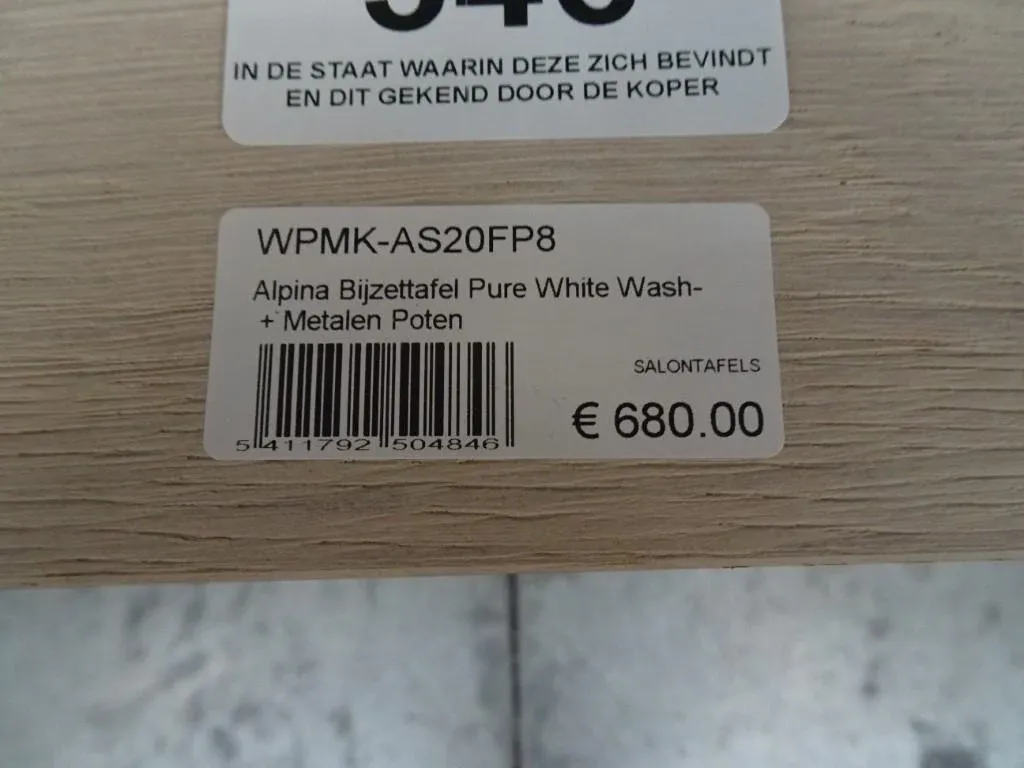 IN DE STAAT WAARIN DEZE ZICH BEVINDT
EN DIT GEKEND DOOR DE KOPER
WPMK-AS20FP8
Alpina Bijzettafel Pure White Wash-
+ Metalen Poten
SALONTAFELS
€ 680.00
5 411792 504846